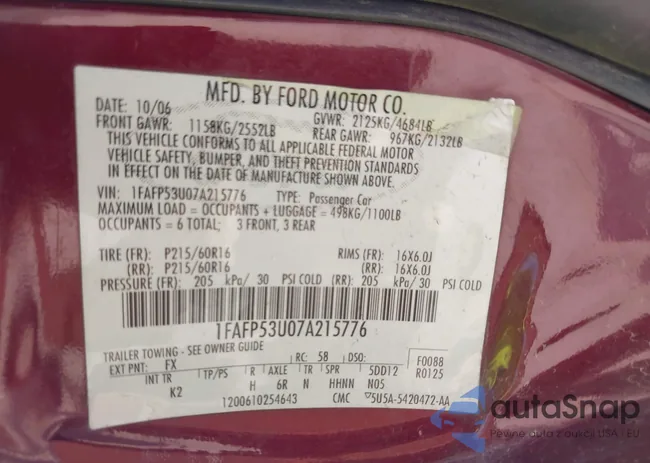 MFD. BY FORD MOTOR CO.
DATE: 10/06 GVWR: 2125KG/4684LB
FRONT GAWR: 1158KG/2552LB REAR GAWR: 967KG/2132LB
THIS VEHICLE CONFORMS TO ALL APPLICABLE FEDERAL MOTOR
VEHICLE SAFETY, BUMPER, AND THEFT PREVENTION STANDARDS
IN EFFECT ON THE DATE OF MANUFACTURE SHOWN ABOVE.
VIN: 1FAFP53U07A215776 TYPE: Passenger Car
MAXIMUM LOAD = OCCUPANTS + LUGGAGE = 498KG/1100LB
OCCUPANTS = 6 TOTAL; 3 FRONT, 3 REAR
TIRE (FR): P215/60R16 RIMS (FR): 16X6.0J
(RR): P215/60R16 (RR): 16X6.0J
PRESSURE (FR): 205 kPa/ 30 PSI COLD (RR): 205 kPa/ 30 PSI COLD
1FAFP53U07A215776
TRAILER TOWING - SEE OWNER GUIDE
EXT PNT: FX RC: 58 DSO: F0088
INT TR TP/PS R AXLE TR SPR 5DD12 R0125
K2 H 6R N HHNN N05
1200610254643 CMC 5U5A-5420472-AA
autoSnap
Pewne auta z USA i EU